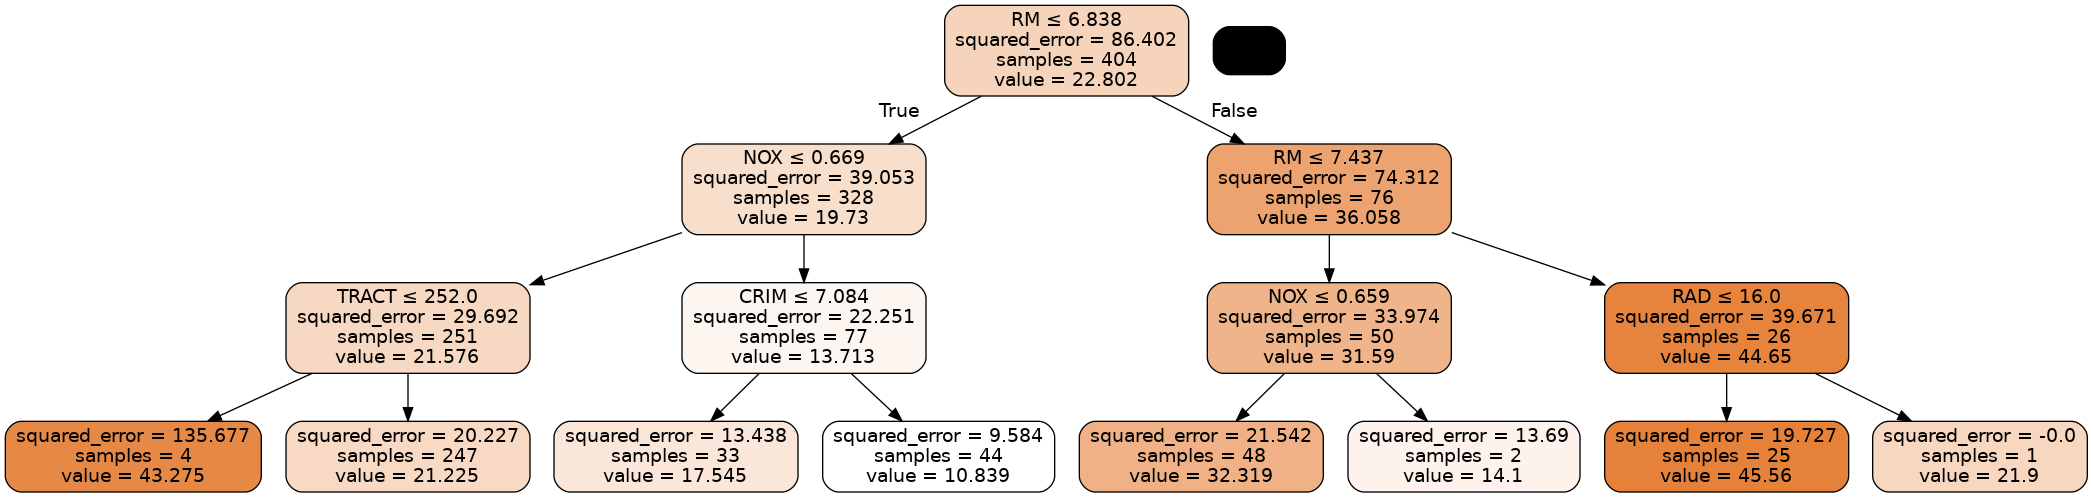 RM ≤ 6.838
squared_error = 86.402
samples = 404
value = 22.802
True
False
NOX ≤ 0.669
squared_error = 39.053
samples = 328
value = 19.73
RM ≤ 7.437
squared_error = 74.312
samples = 76
value = 36.058
TRACT ≤ 252.0
squared_error = 29.692
samples = 251
value = 21.576
CRIM ≤ 7.084
squared_error = 22.251
samples = 77
value = 13.713
NOX ≤ 0.659
squared_error = 33.974
samples = 50
value = 31.59
RAD ≤ 16.0
squared_error = 39.671
samples = 26
value = 44.65
squared_error = 135.677
samples = 4
value = 43.275
squared_error = 20.227
samples = 247
value = 21.225
squared_error = 13.438
samples = 33
value = 17.545
squared_error = 9.584
samples = 44
value = 10.839
squared_error = 21.542
samples = 48
value = 32.319
squared_error = 13.69
samples = 2
value = 14.1
squared_error = 19.727
samples = 25
value = 45.56
squared_error = -0.0
samples = 1
value = 21.9